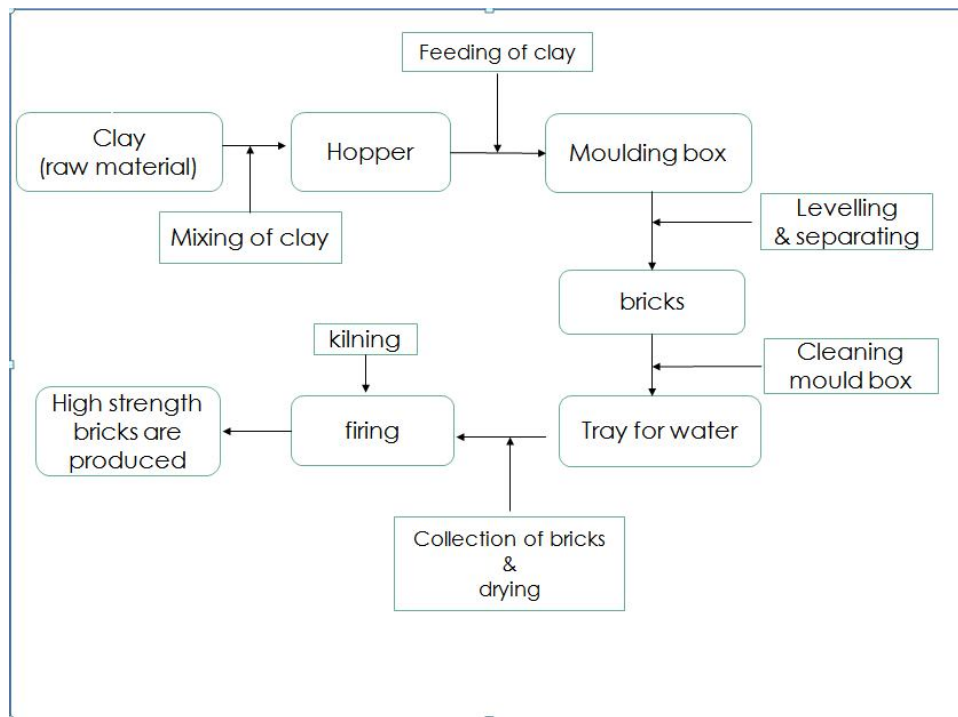 Feeding of clay
Clay
(raw material)
Hopper
Moulding box
Mixing of clay
Levelling
& separating
bricks
kilning
Cleaning
mould box
High strength
bricks are
produced
firing
Tray for water
Collection of bricks
&
drying